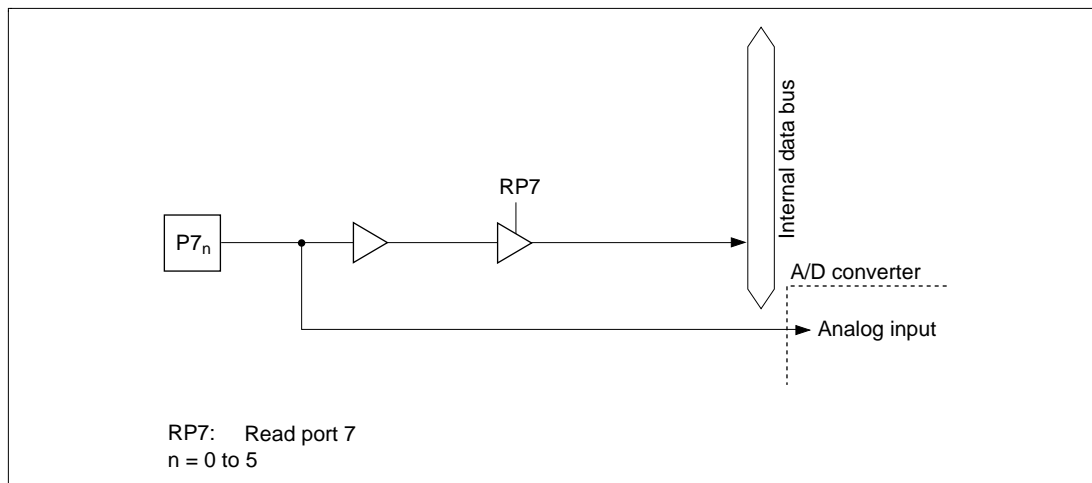 RP7
P7n
Internal data bus
A/D converter
Analog input
RP7: Read port 7
n = 0 to 5